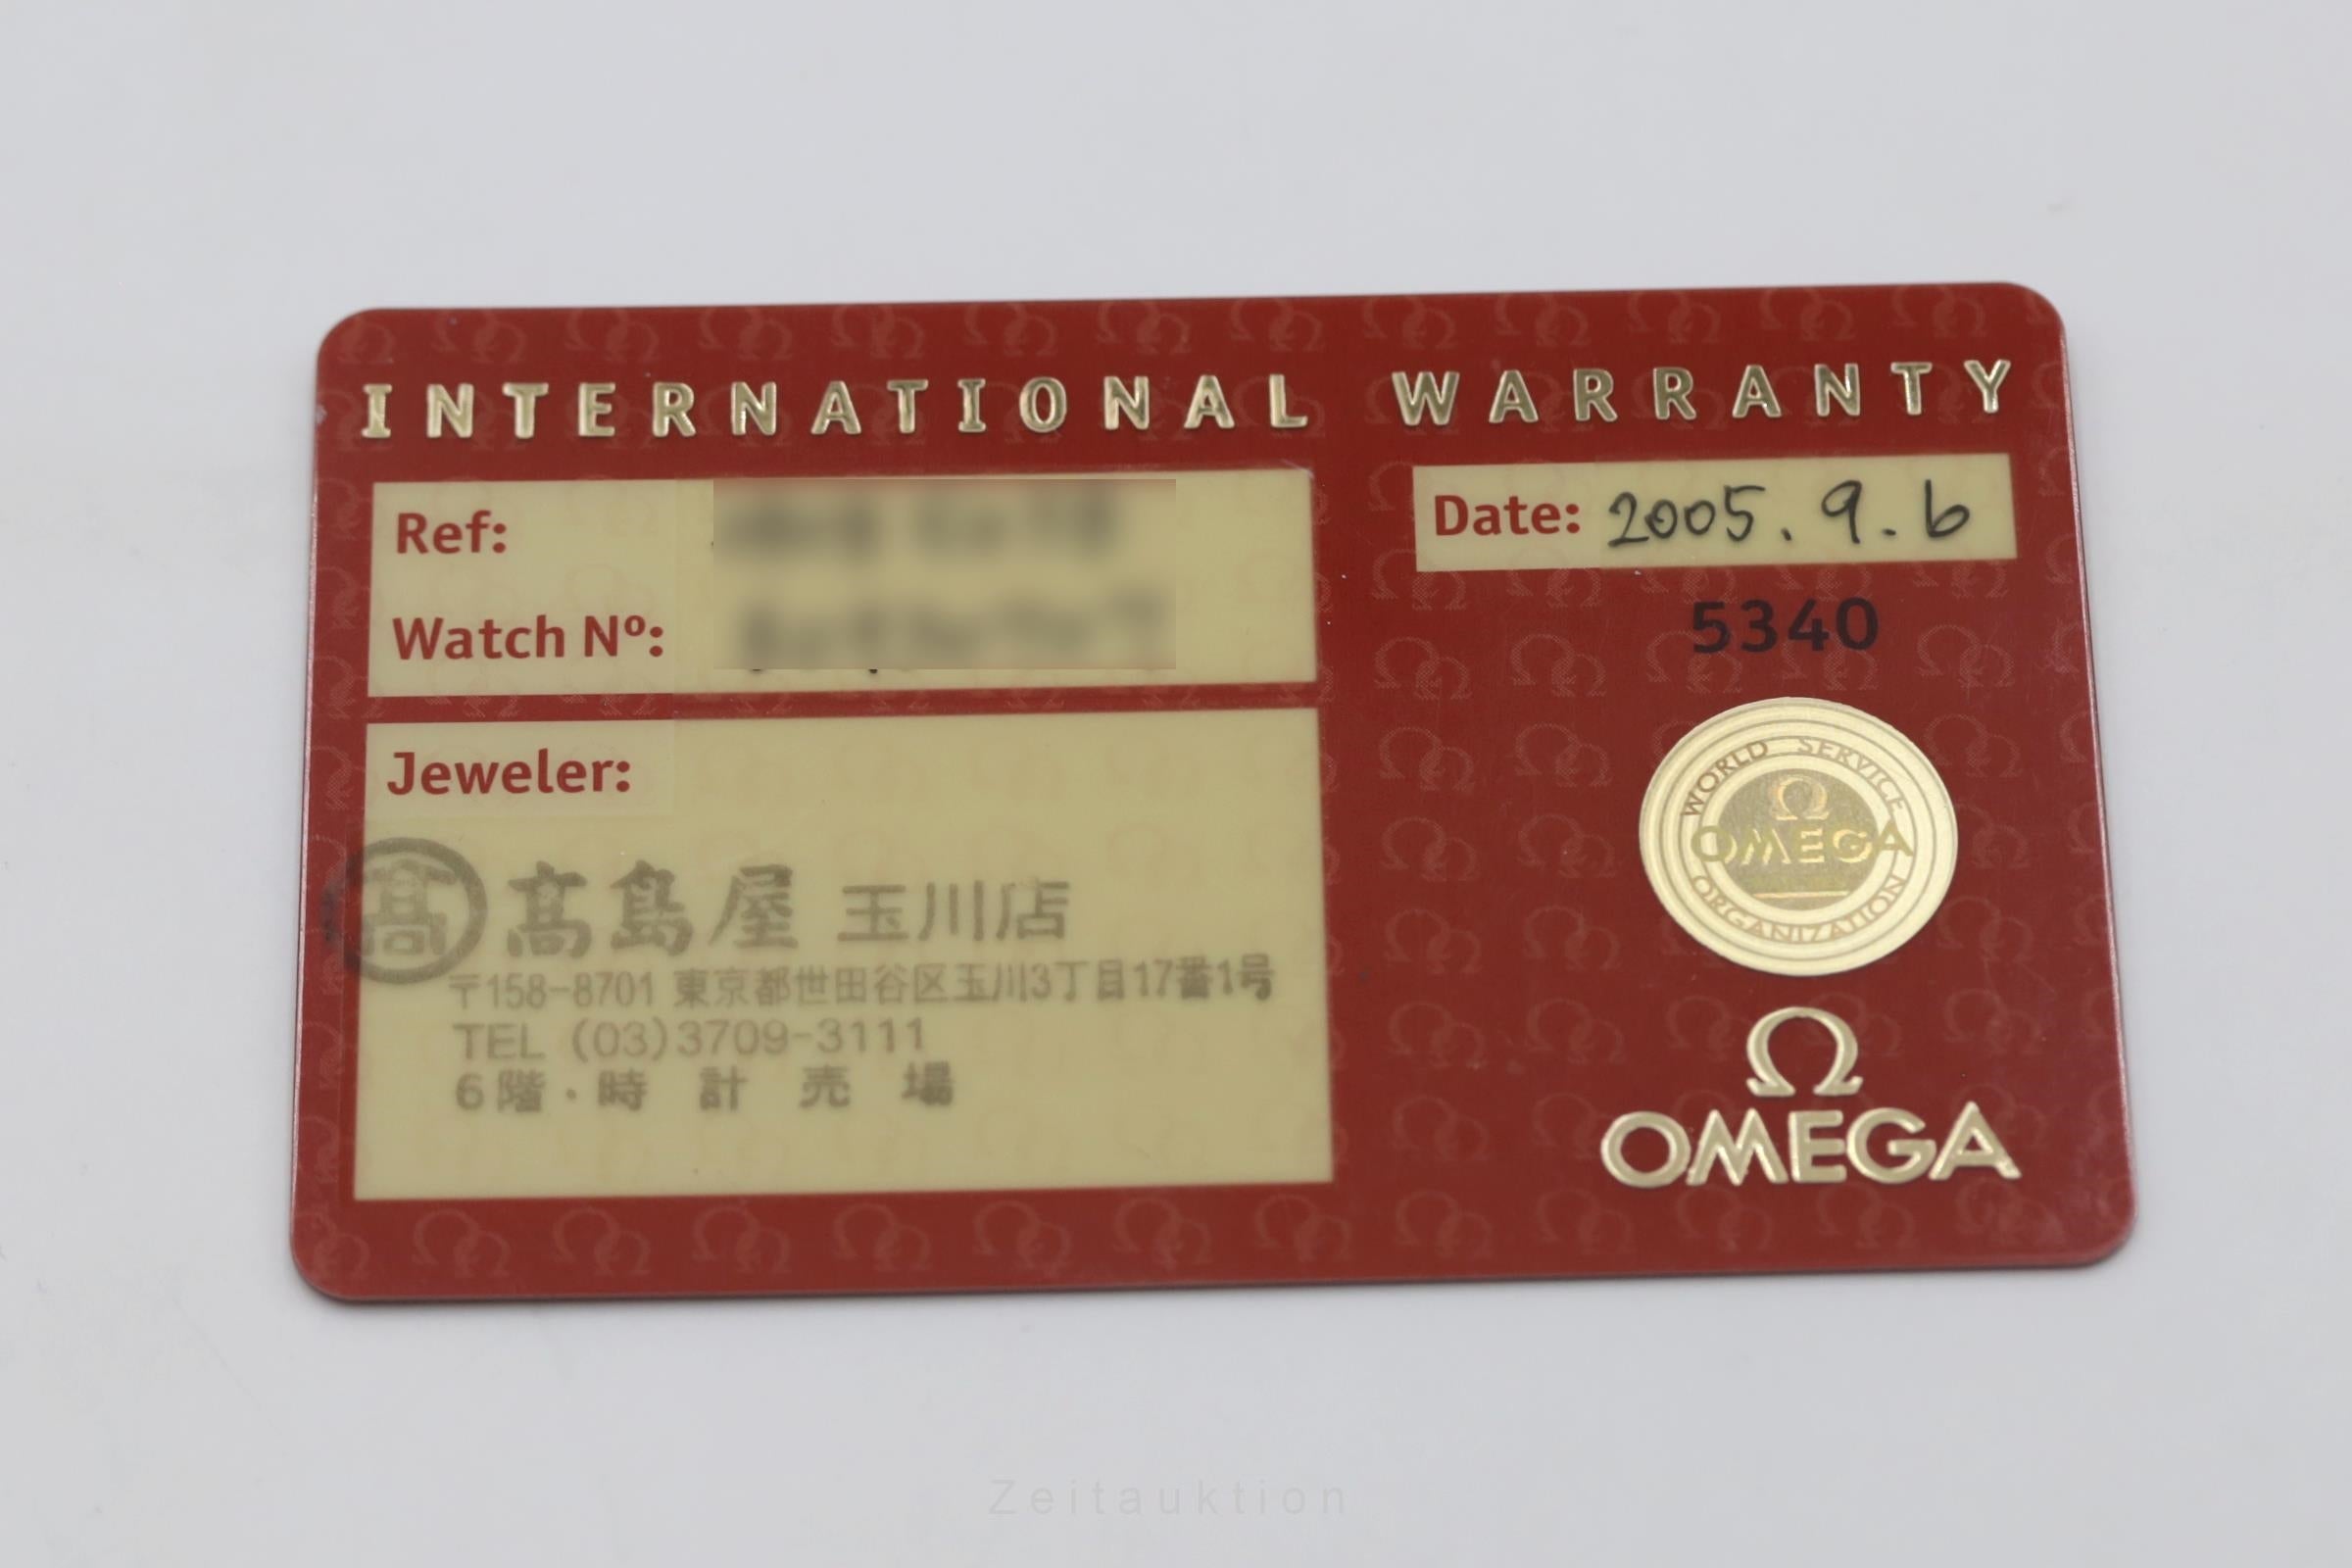 INTERNATIONAL WARRANTY
Ref:
Watch Nº:
Date: 2005.9.6
5340
Jeweler:
髙 髙島屋 玉川店
〒158-8701 東京都世田谷区玉川3丁目17番1号
TEL (03)3709-3111
6階・時計売場
WORLD SERVICE
Ω
OMEGA
ORGANIZATION
Ω
OMEGA
Zeitauktion